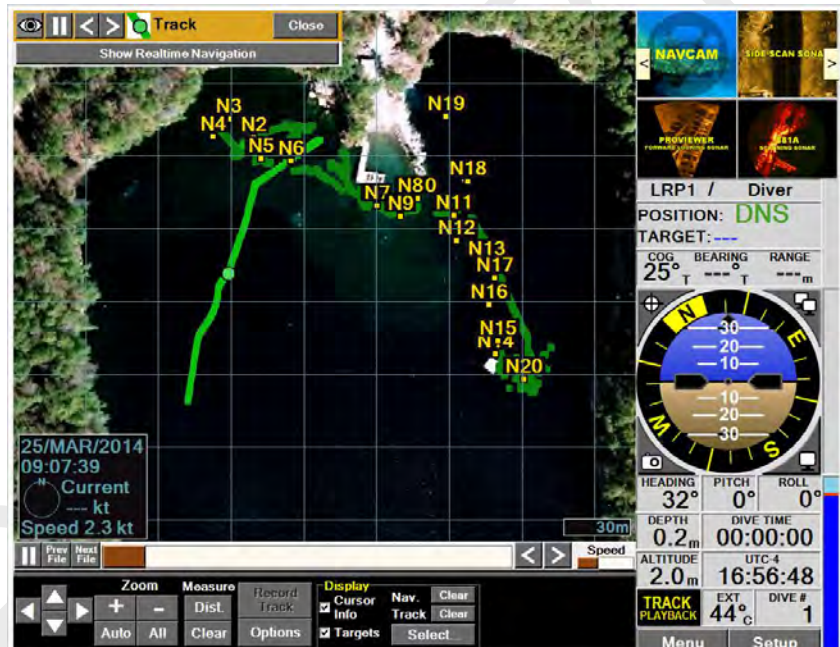 Track
Close
Show Realtime Navigation
N3
N4
N2
N5
N6
N19
N18
N7
N80
N9
N11
N12
N13
N17
N16
N15
N20
25/MAR/2014
09:07:39
N
Current
--- kt
Speed 2.3 kt
30m
Prev File
Next File
Speed
Zoom
+
-
Auto
All
Measure
Dist.
Clear
Record Track
Options
Display
Cursor Info
Targets
Nav.
Clear
Track
Clear
Select...
NAVCAM
SIDE-SCAN SONA
PROVIEWER
FORWARD LOOKING SONAR
881A
SCANNING SONAR
LRP1 / Diver
POSITION: DNS
TARGET: ---
COG
25° T
BEARING
---° T
RANGE
--- m
N
E
S
W
30
20
10
10
20
30
HEADING
32°
PITCH
0°
ROLL
0°
DEPTH
0.2 m
DIVE TIME
00:00:00
ALTITUDE
2.0 m
UTC-4
16:56:48
TRACK
PLAYBACK
EXT
44°C
DIVE #
1
Menu
Setup